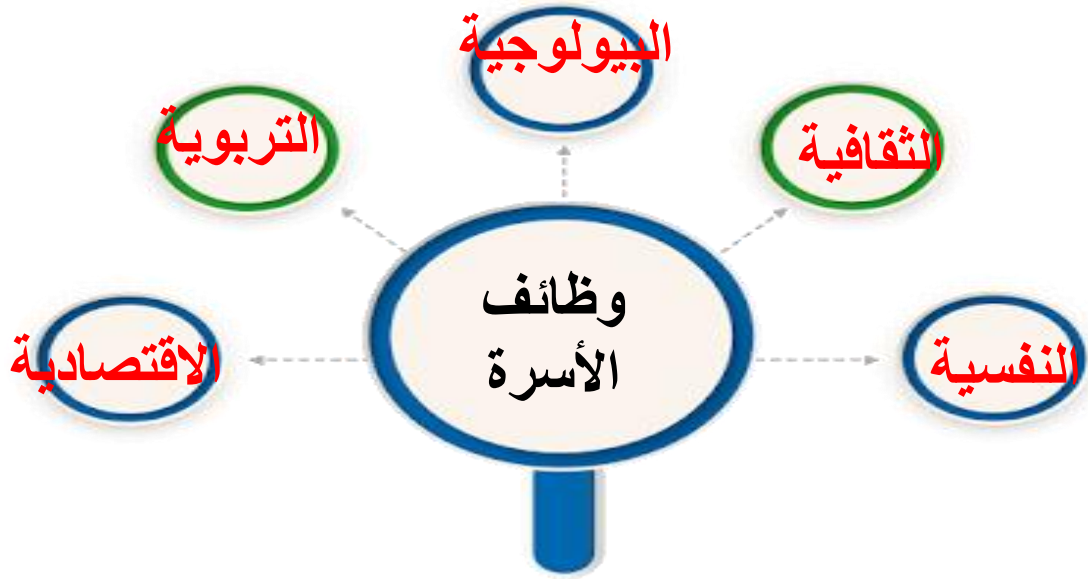 البيولوجية
الثقافية
التربوية
وظائف
الأسرة
النفسية
الاقتصادية